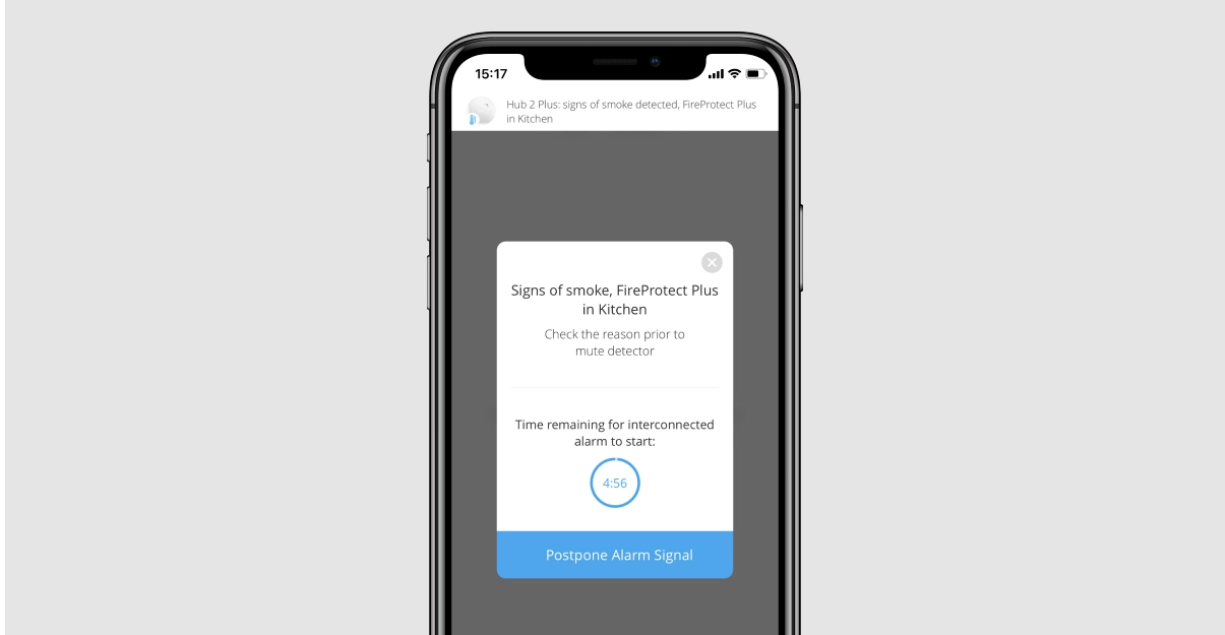 15:17
Hub 2 Plus: signs of smoke detected, FireProtect Plus
in Kitchen
Signs of smoke, FireProtect Plus
in Kitchen
Check the reason prior to
mute detector
Time remaining for interconnected
alarm to start:
4:56
Postpone Alarm Signal